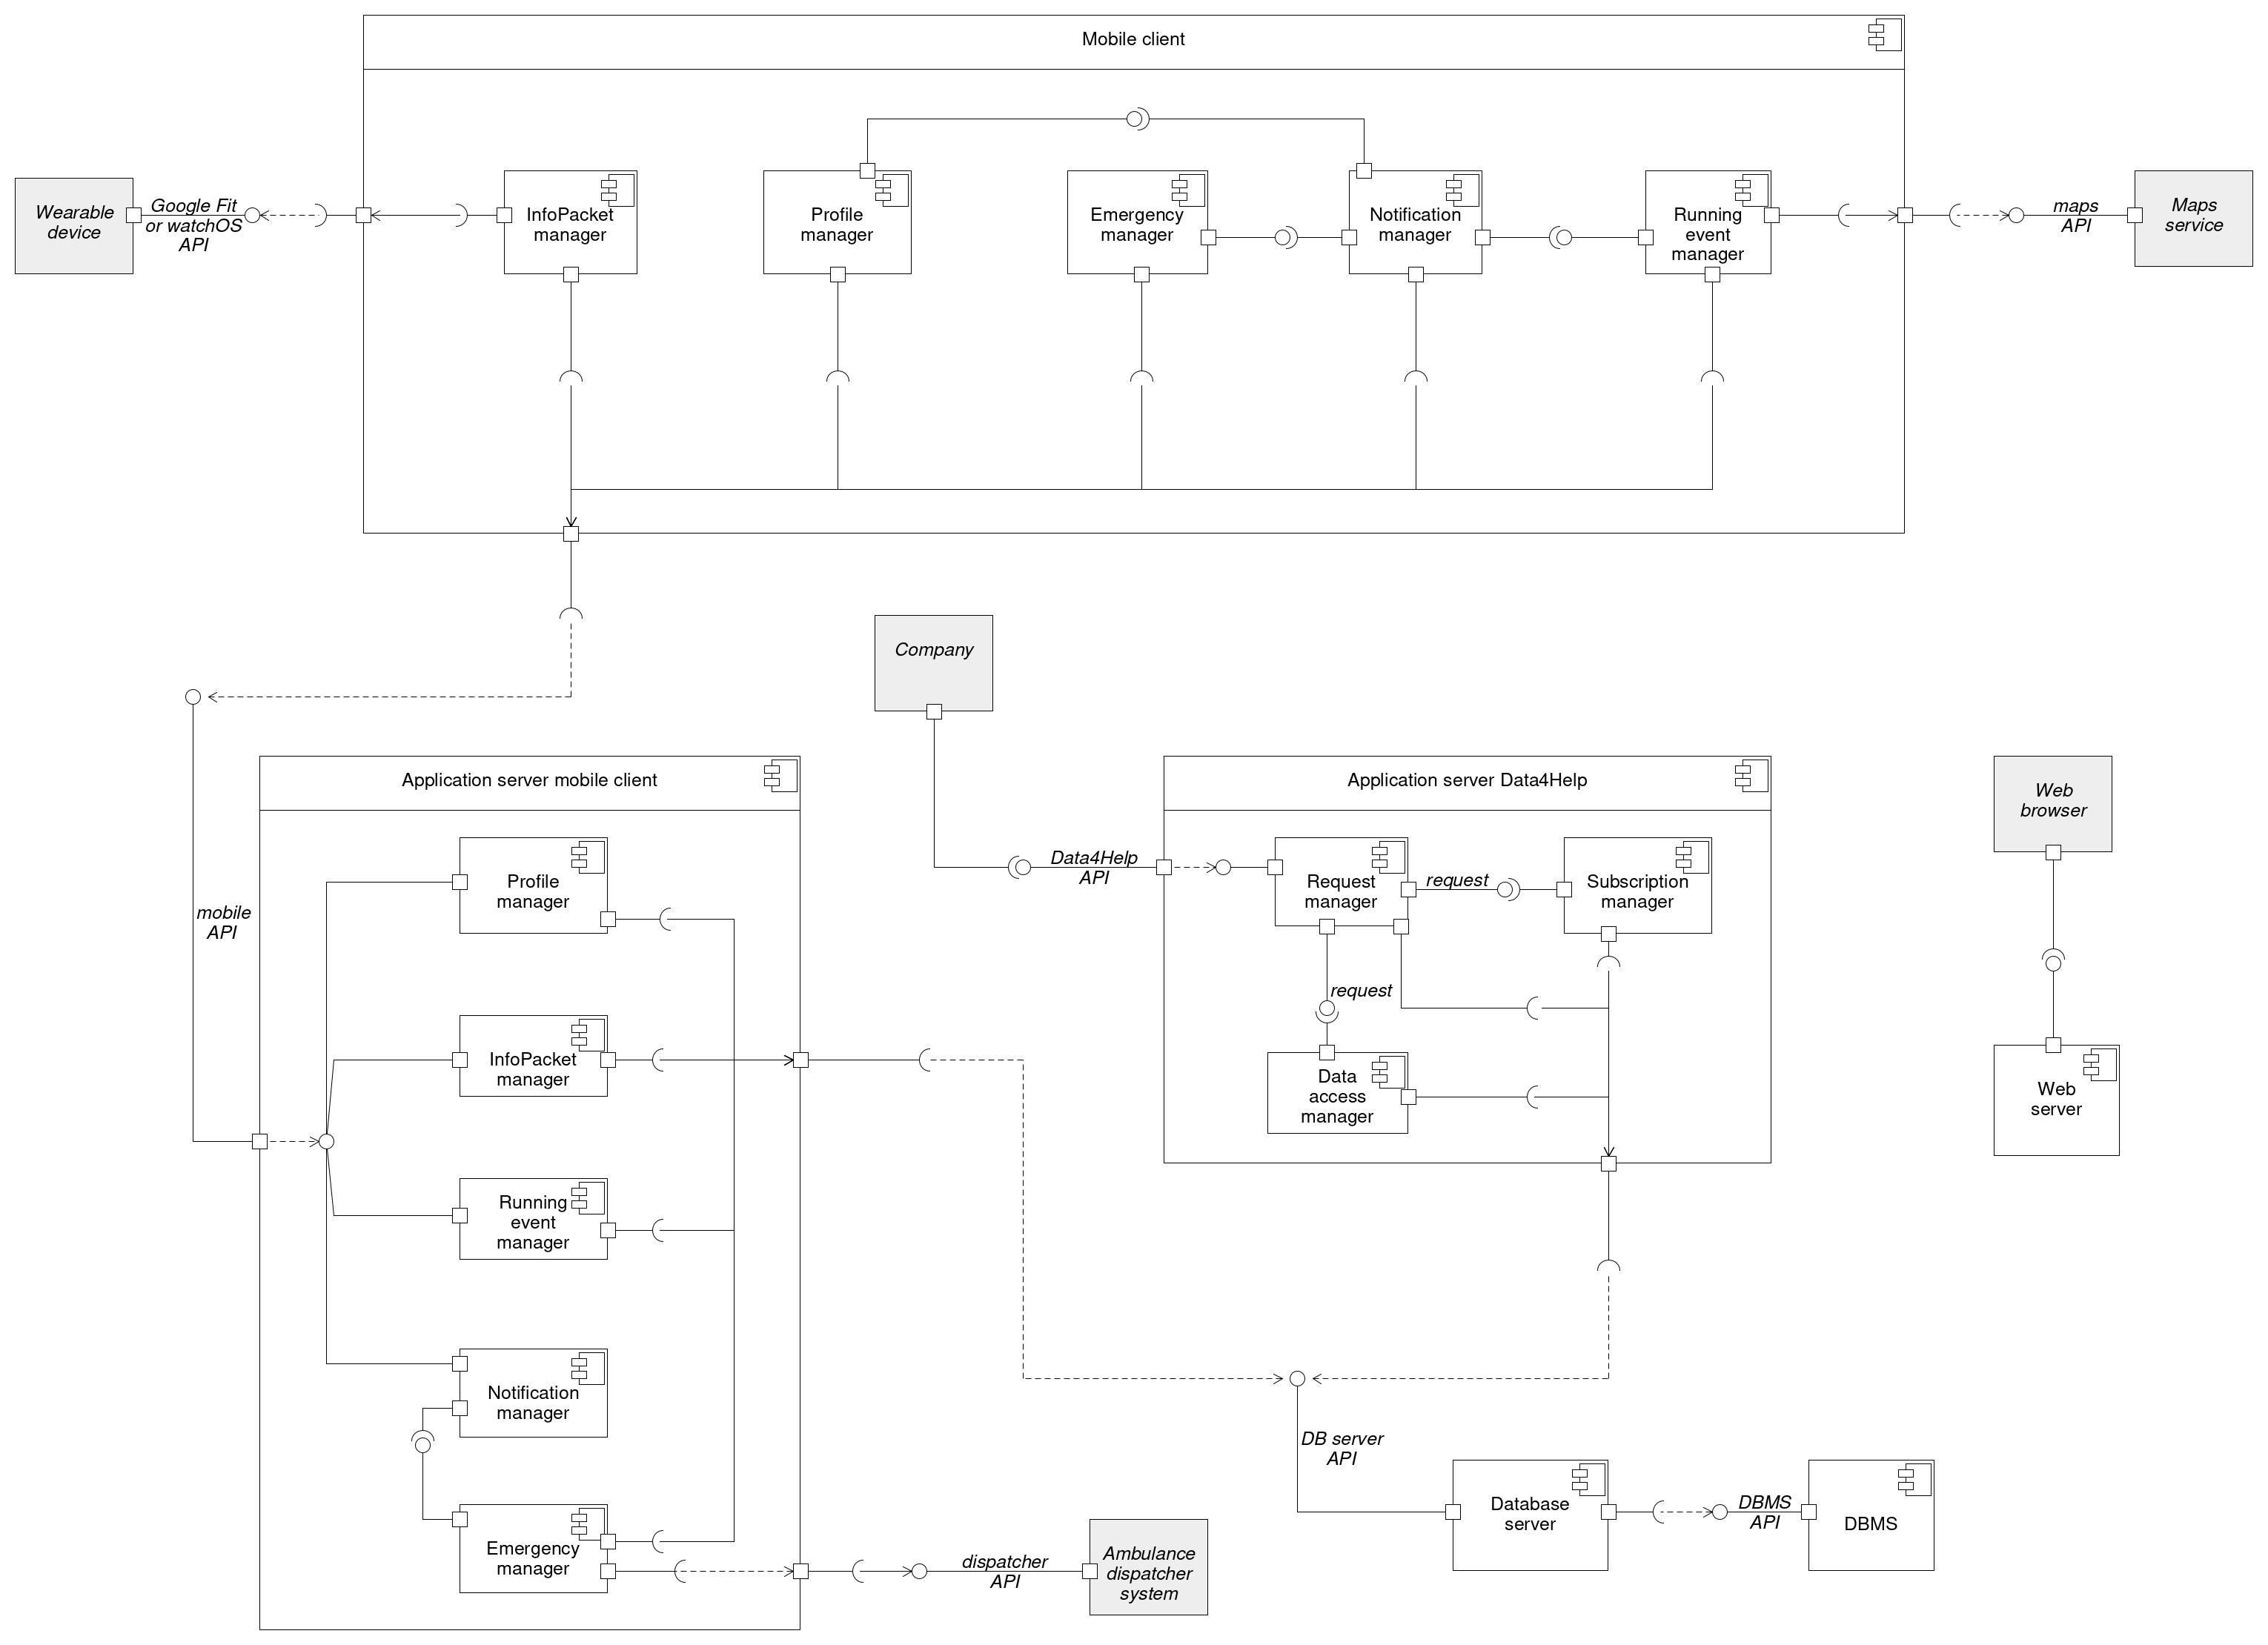 Mobile client
Wearable
device
Google Fit
or watchOS
API
InfoPacket
manager
Profile
manager
Emergency
manager
Notification
manager
Running
event
manager
maps
API
Maps
service
Company
Application server mobile client
Application server Data4Help
Web
browser
mobile
API
Profile
manager
Data4Help
API
Request
manager
request
Subscription
manager
request
InfoPacket
manager
Data
access
manager
Web
server
Running
event
manager
Notification
manager
DB server
API
Database
server
DBMS
API
DBMS
Emergency
manager
dispatcher
API
Ambulance
dispatcher
system